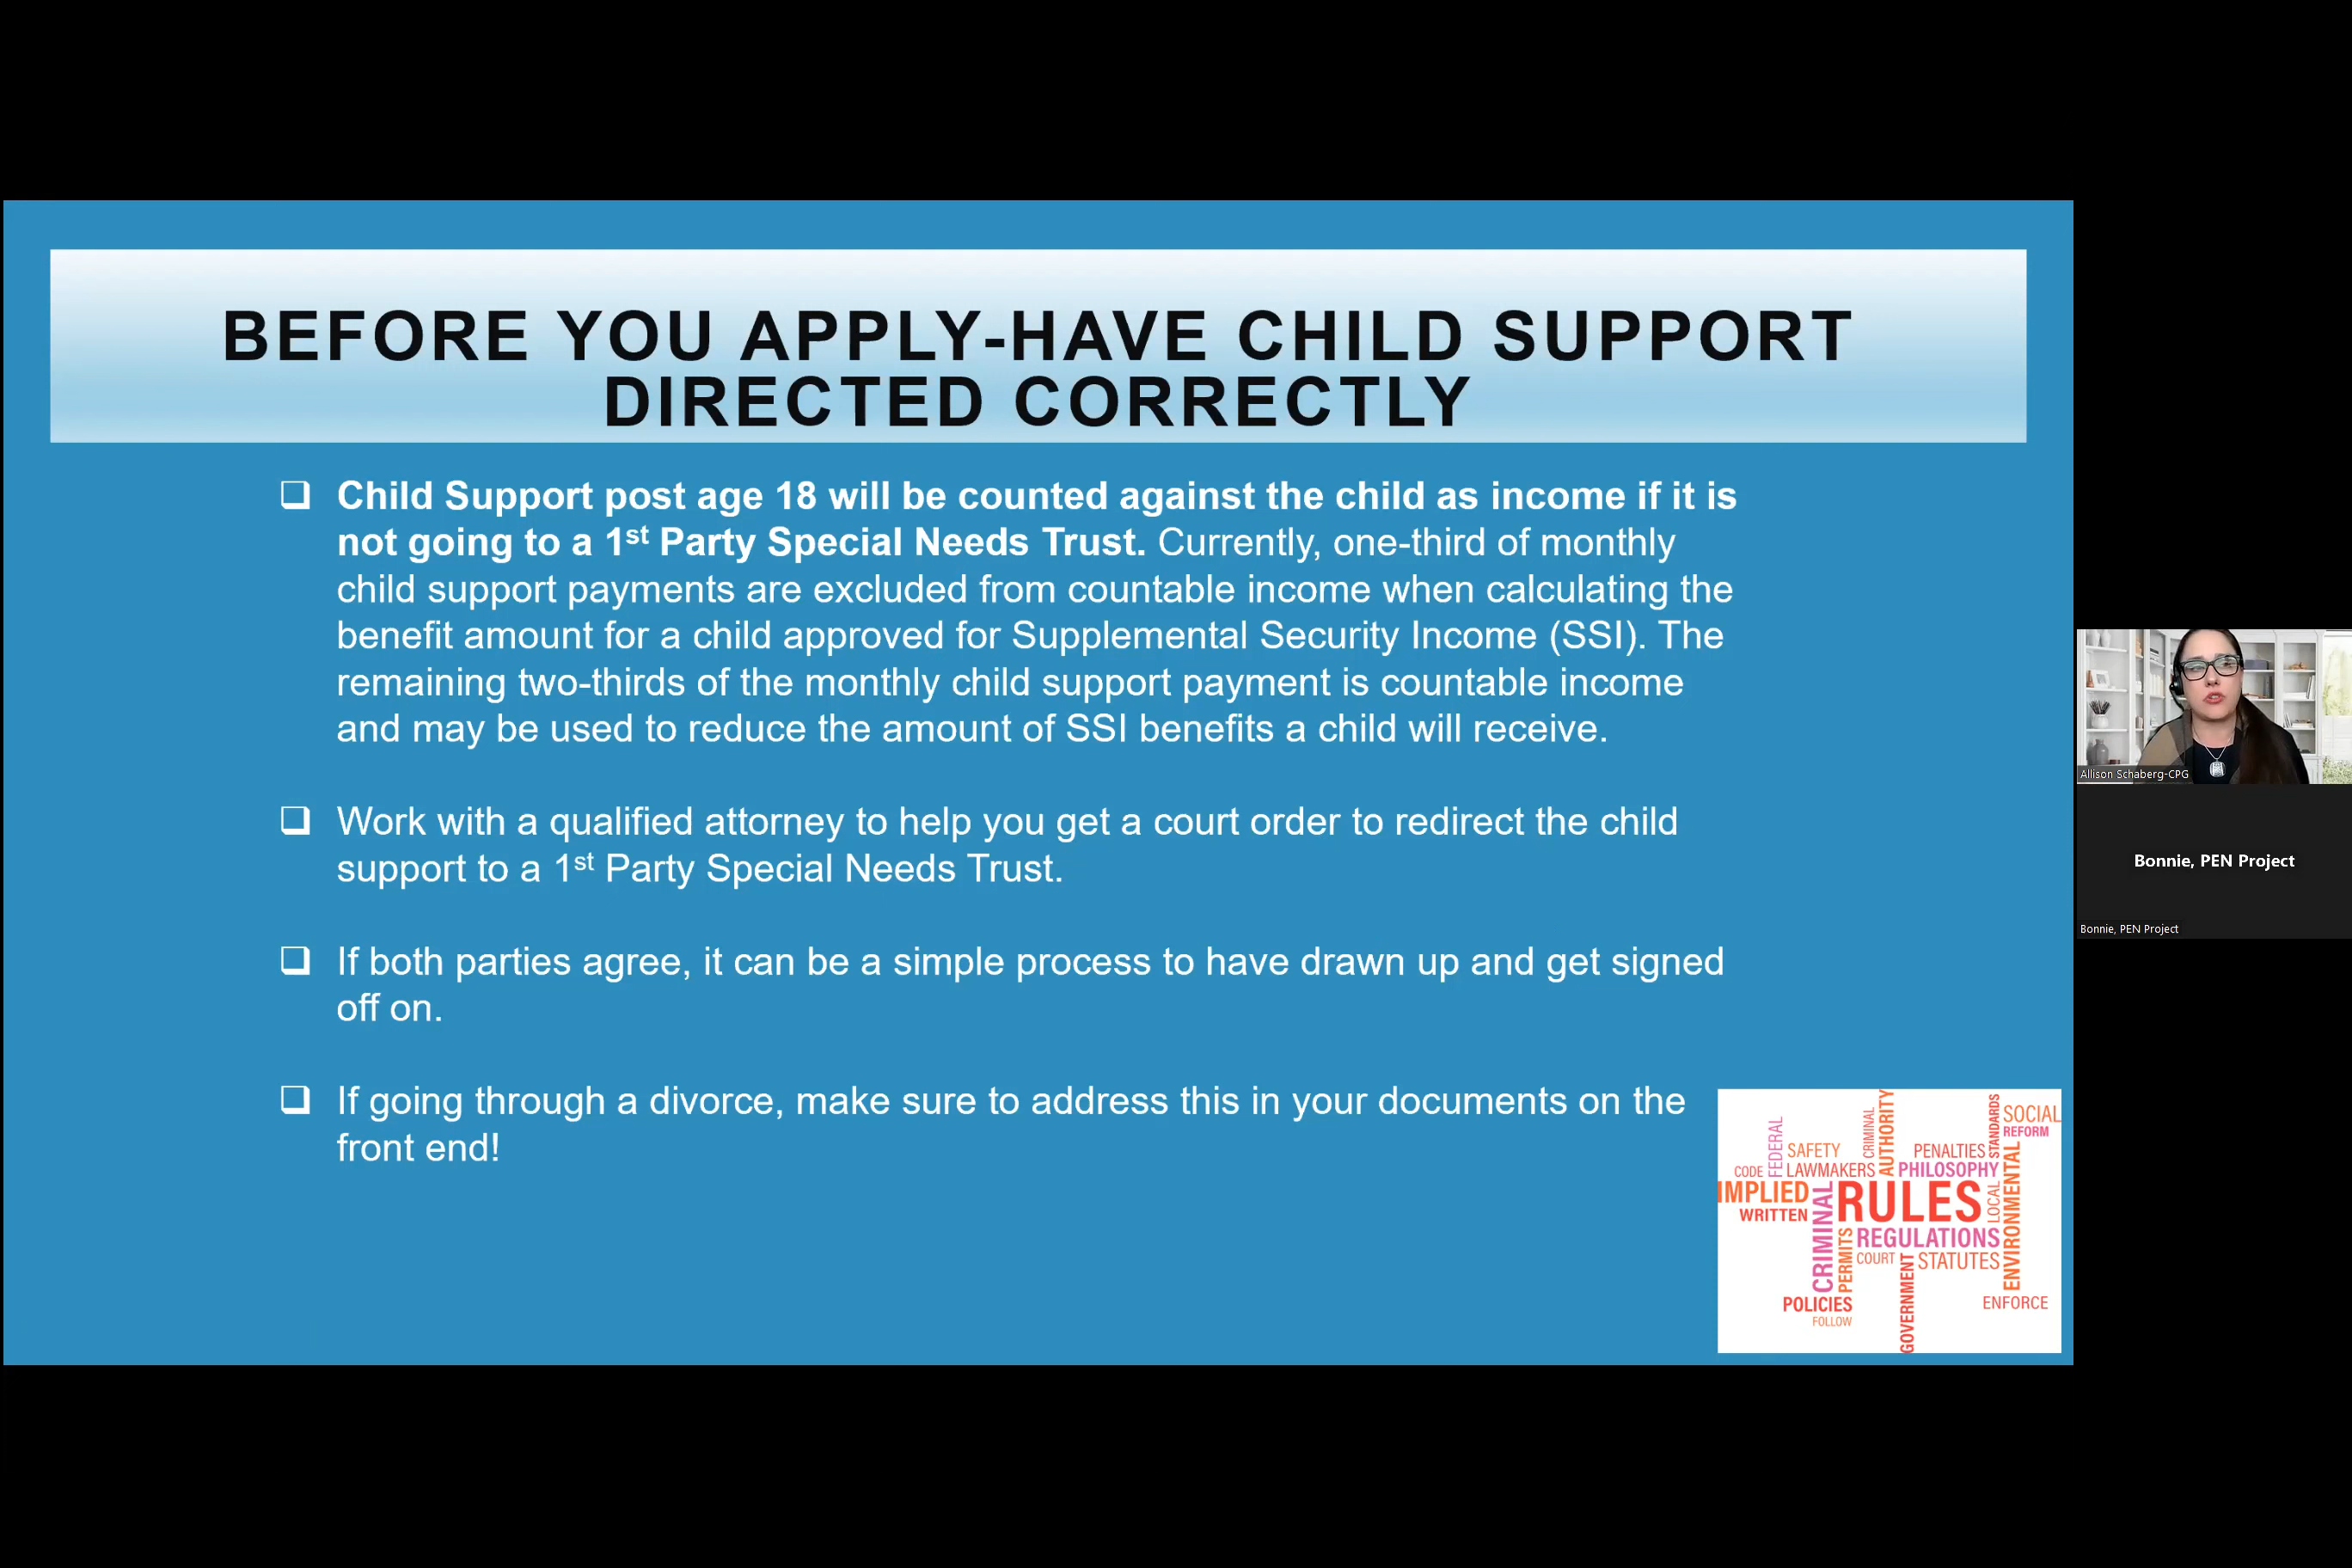 BEFORE YOU APPLY-HAVE CHILD SUPPORT
DIRECTED CORRECTLY
❑ Child Support post age 18 will be counted against the child as income if it is
not going to a 1st Party Special Needs Trust. Currently, one-third of monthly
child support payments are excluded from countable income when calculating the
benefit amount for a child approved for Supplemental Security Income (SSI). The
remaining two-thirds of the monthly child support payment is countable income
and may be used to reduce the amount of SSI benefits a child will receive.
❑ Work with a qualified attorney to help you get a court order to redirect the child
support to a 1st Party Special Needs Trust.
❑ If both parties agree, it can be a simple process to have drawn up and get signed
off on.
❑ If going through a divorce, make sure to address this in your documents on the
front end!
FEDERAL
CRIMINAL
AUTHORITY
STANDARDS
SOCIAL
REFORM
SAFETY
PENALTIES
CODE
LAWMAKERS
PHILOSOPHY
IMPLIED
CRIMINAL
RULES
LOCAL
ENVIRONMENTAL
WRITTEN
PERMITS
REGULATIONS
COURT
GOVERNMENT
STATUTES
POLICIES
ENFORCE
FOLLOW
Allison Schaberg-CPG
Bonnie, PEN Project
Bonnie, PEN Project